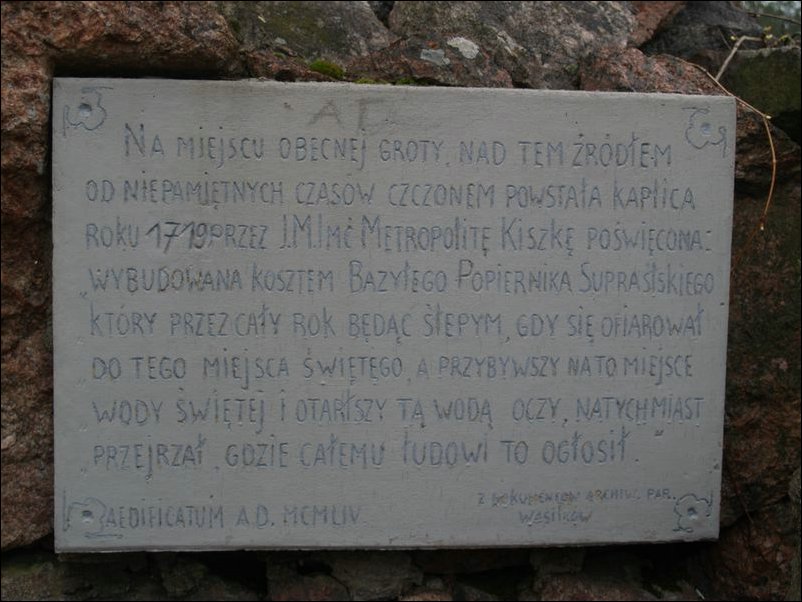 NA MIEJSCU OBECNEJ GROTY, NAD TEM ŹRÓDŁEM
OD NIEPAMIĘTNYCH CZASÓW CZCZONEM POWSTAŁA KAPLICA
ROKU 1719 PRZEZ J.M.Imć METROPOLITĘ KISZKĘ POŚWIĘCONA:
"WYBUDOWANA KOSZTEM BAZYŁEGO POPIERNIKA SUPRAŚLSKIEGO
"KTÓRY PRZEZ CAŁY ROK BĘDĄC ŚLEPYM, GDY SIĘ OFIAROWAŁ
"DO TEGO MIEJSCA ŚWIĘTEGO, A PRZYBYWSZY NA TO MIEJSCE
"WODY ŚWIĘTEJ I OTARŁSZY TĄ WODĄ OCZY, NATYCHMIAST
"PRZEJRZAŁ, GDZIE CAŁEMU LUDOWI TO OGŁOSIŁ."
AEDIFICATUM A.D. MCMLIV
Z DOKUMENTÓW ARCHIW. PAR.
WASILKÓW